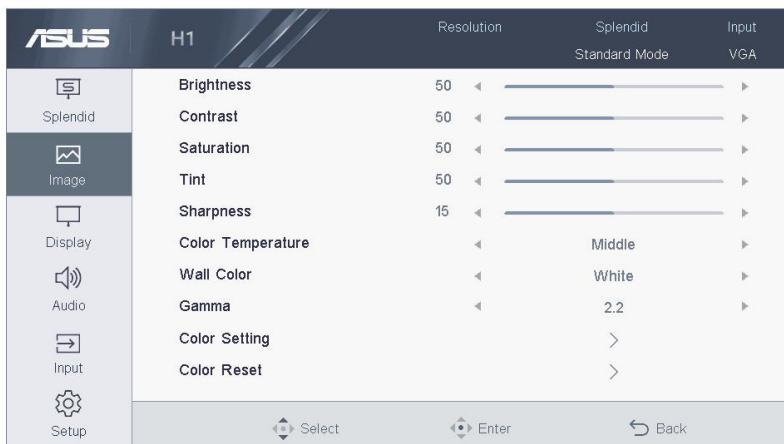 ASUS
H1
Resolution
Splendid
Input
Standard Mode
VGA
Splendid
Image
Display
Audio
Input
Setup
Brightness 50
Contrast 50
Saturation 50
Tint 50
Sharpness 15
Color Temperature Middle
Wall Color White
Gamma 2.2
Color Setting
Color Reset
Select
Enter
Back